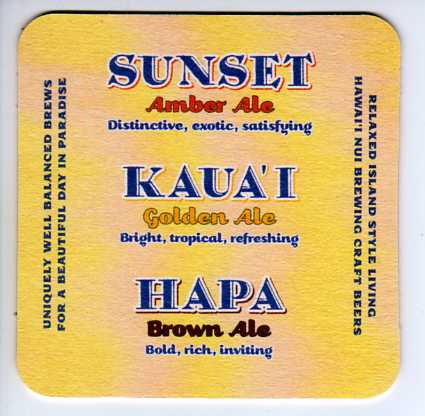 SUNSET
Amber Ale
Distinctive, exotic, satisfying
KAUA'I
Golden Ale
Bright, tropical, refreshing
HAPA
Brown Ale
Bold, rich, inviting
UNIQUELY WELL BALANCED BREWS
FOR A BEAUTIFUL DAY IN PARADISE
RELAXED ISLAND STYLE LIVING
HAWAI'I NUI BREWING CRAFT BEERS